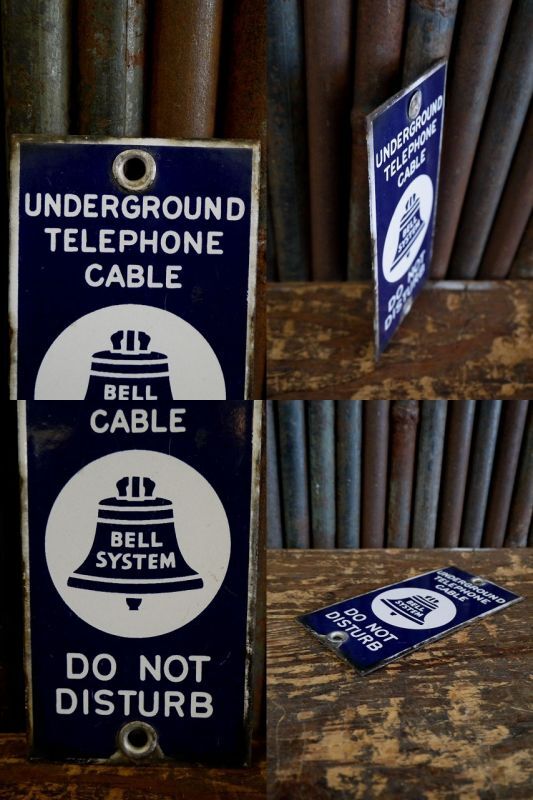 UNDERGROUND
TELEPHONE
CABLE
BELL
UNDERGROUND
TELEPHONE
CABLE
BELL
SYSTEM
DO NOT
DISTURB
CABLE
BELL
SYSTEM
DO NOT
DISTURB
UNDERGROUND
TELEPHONE
CABLE
BELL
SYSTEM
DO NOT
DISTURB